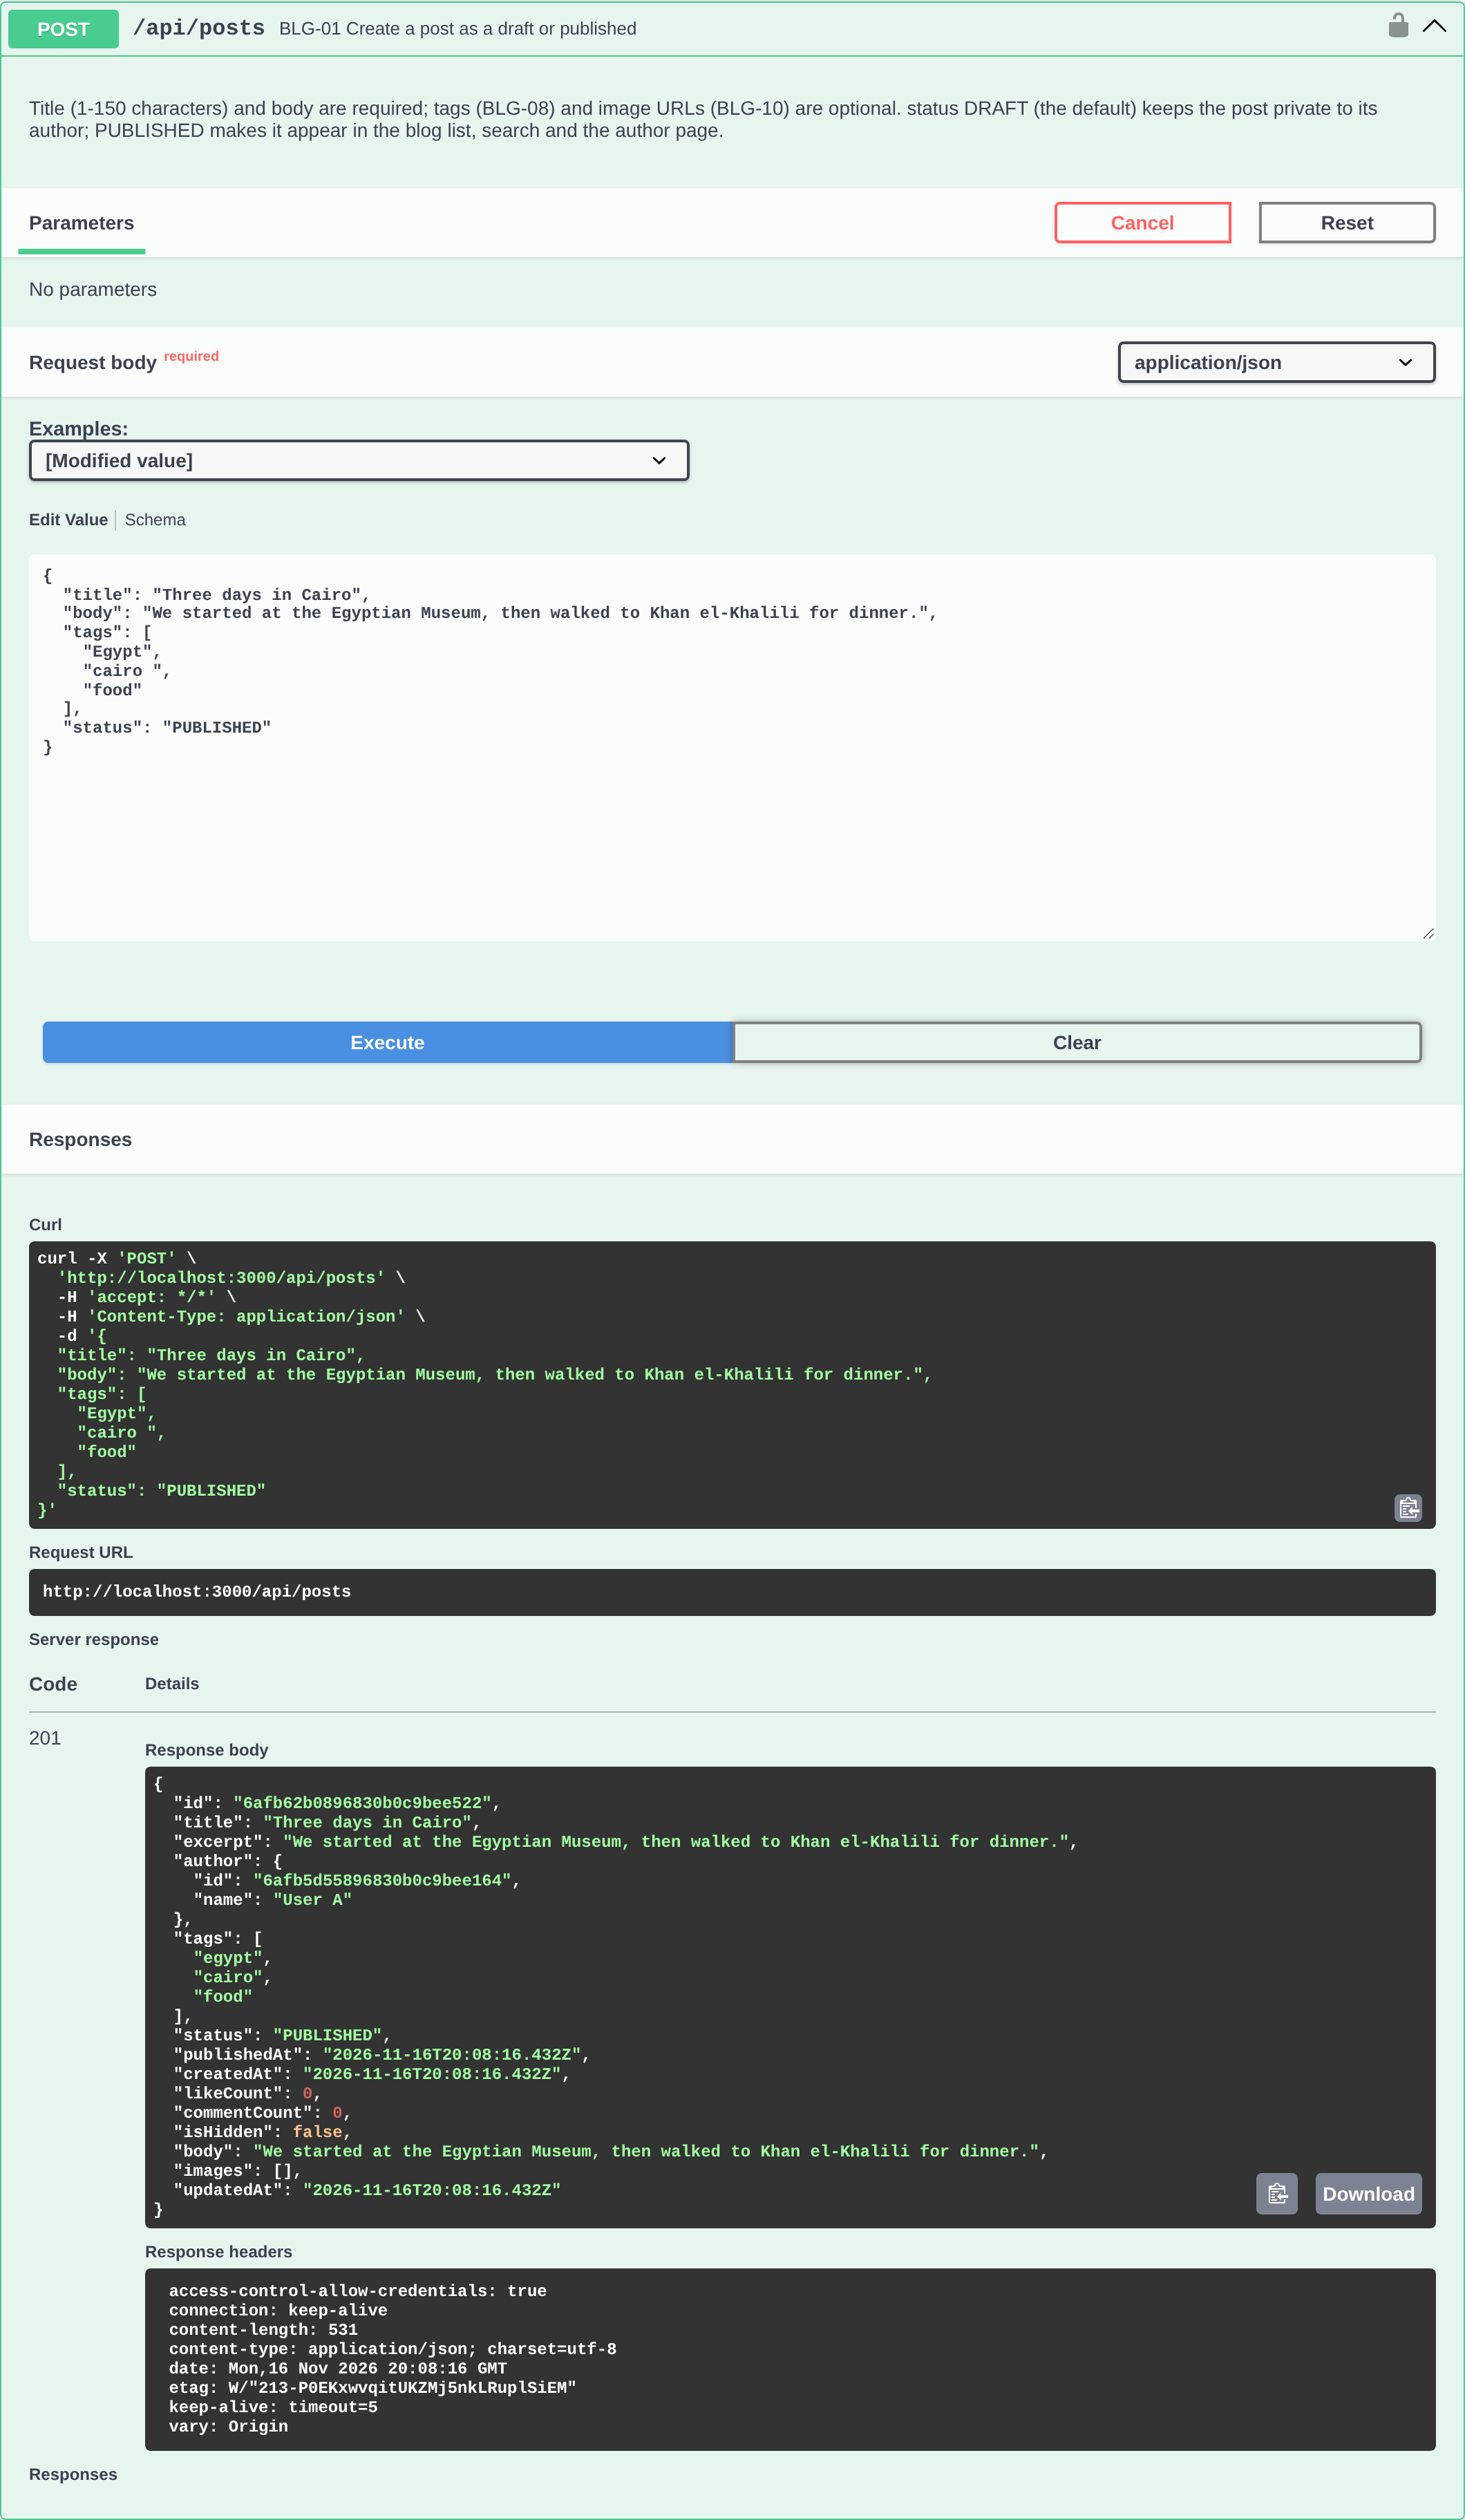 POST /api/posts BLG-01 Create a post as a draft or published
Title (1-150 characters) and body are required; tags (BLG-08) and image URLs (BLG-10) are optional. status DRAFT (the default) keeps the post private to its
author; PUBLISHED makes it appear in the blog list, search and the author page.
Parameters
Cancel
Reset
No parameters
Request body required
application/json
Examples:
[Modified value]
Edit Value
Schema
{
  "title": "Three days in Cairo",
  "body": "We started at the Egyptian Museum, then walked to Khan el-Khalili for dinner.",
  "tags": [
    "Egypt",
    "cairo ",
    "food"
  ],
  "status": "PUBLISHED"
}
Execute
Clear
Responses
Curl
curl -X 'POST' \
  'http://localhost:3000/api/posts' \
  -H 'accept: */*' \
  -H 'Content-Type: application/json' \
  -d '{
  "title": "Three days in Cairo",
  "body": "We started at the Egyptian Museum, then walked to Khan el-Khalili for dinner.",
  "tags": [
    "Egypt",
    "cairo ",
    "food"
  ],
  "status": "PUBLISHED"
}'
Request URL
http://localhost:3000/api/posts
Server response
Code
Details
201
Response body
{
  "id": "6afb62b0896830b0c9bee522",
  "title": "Three days in Cairo",
  "excerpt": "We started at the Egyptian Museum, then walked to Khan el-Khalili for dinner.",
  "author": {
    "id": "6afb5d55896830b0c9bee164",
    "name": "User A"
  },
  "tags": [
    "egypt",
    "cairo",
    "food"
  ],
  "status": "PUBLISHED",
  "publishedAt": "2026-11-16T20:08:16.432Z",
  "createdAt": "2026-11-16T20:08:16.432Z",
  "likeCount": 0,
  "commentCount": 0,
  "isHidden": false,
  "body": "We started at the Egyptian Museum, then walked to Khan el-Khalili for dinner.",
  "images": [],
  "updatedAt": "2026-11-16T20:08:16.432Z"
}
Download
Response headers
access-control-allow-credentials: true
connection: keep-alive
content-length: 531
content-type: application/json; charset=utf-8
date: Mon,16 Nov 2026 20:08:16 GMT
etag: W/"213-P0EKxwvqitUKZMj5nkLRuplSiEM"
keep-alive: timeout=5
vary: Origin
Responses